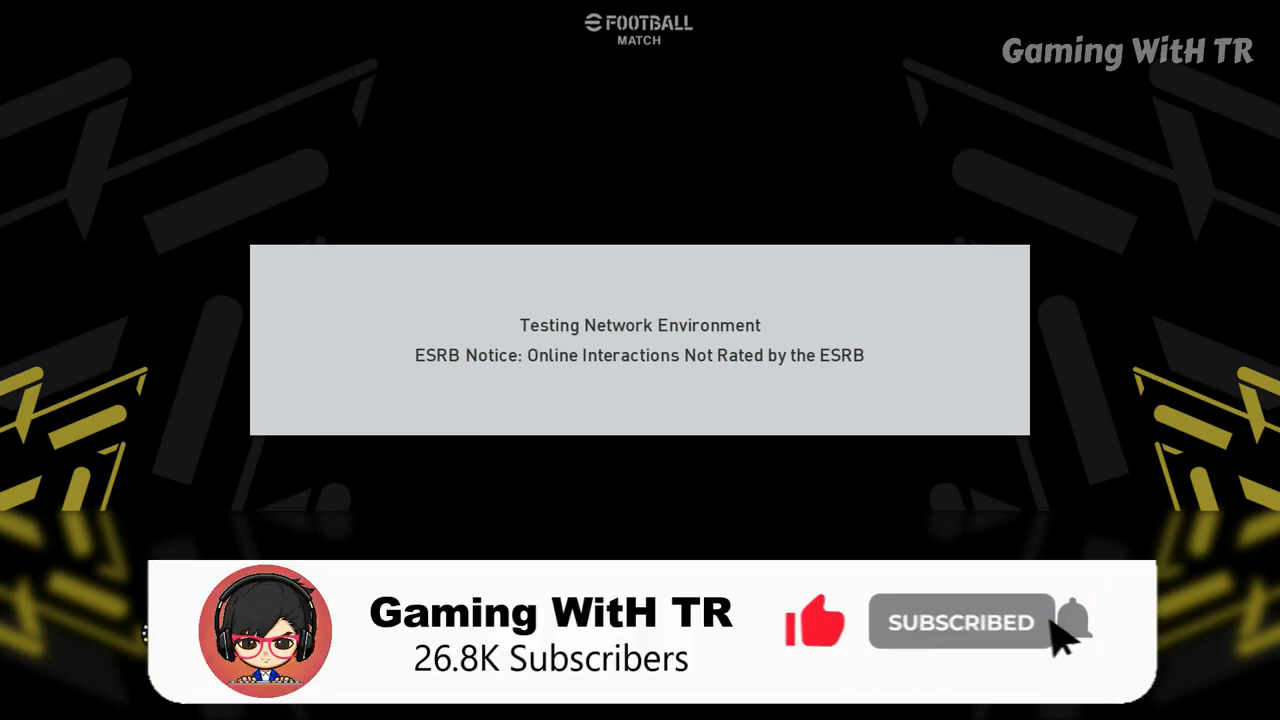 FOOTBALL
MATCH
Gaming WitH TR
Testing Network Environment
ESRB Notice: Online Interactions Not Rated by the ESRB
Gaming WitH TR
26.8K Subscribers
SUBSCRIBED